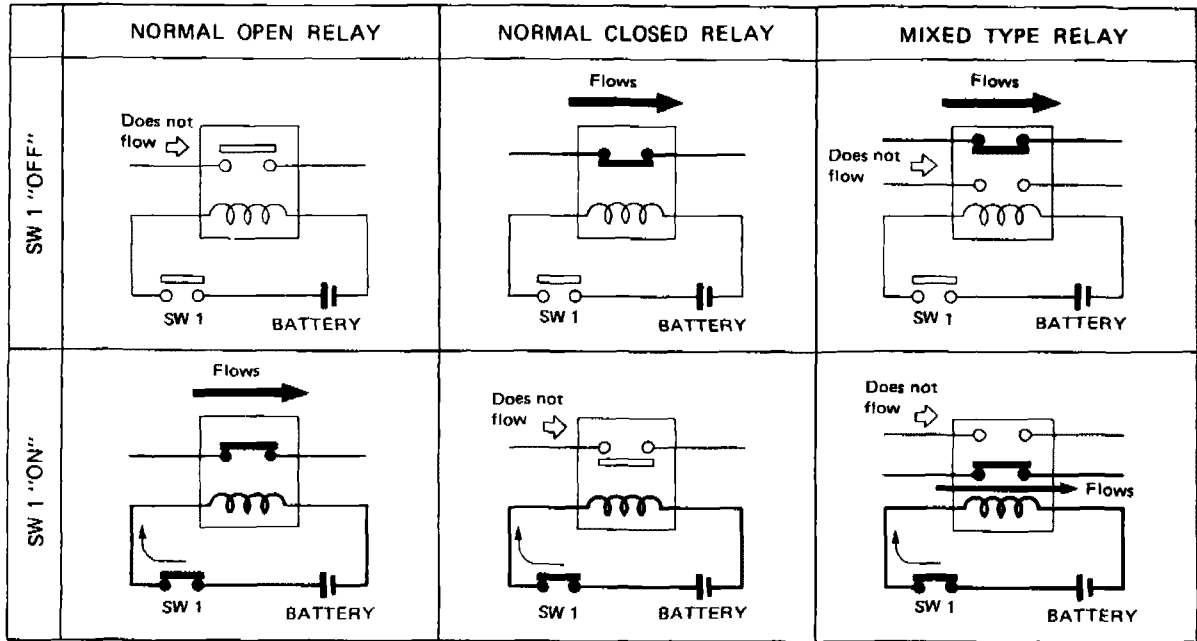 NORMAL OPEN RELAY
NORMAL CLOSED RELAY
MIXED TYPE RELAY
SW 1 "OFF"
Does not
flow
SW 1
BATTERY
Flows
SW 1
BATTERY
Flows
Does not
flow
SW 1
BATTERY
SW 1 "ON"
Flows
SW 1
BATTERY
Does not
flow
SW 1
BATTERY
Does not
flow
Flows
SW 1
BATTERY